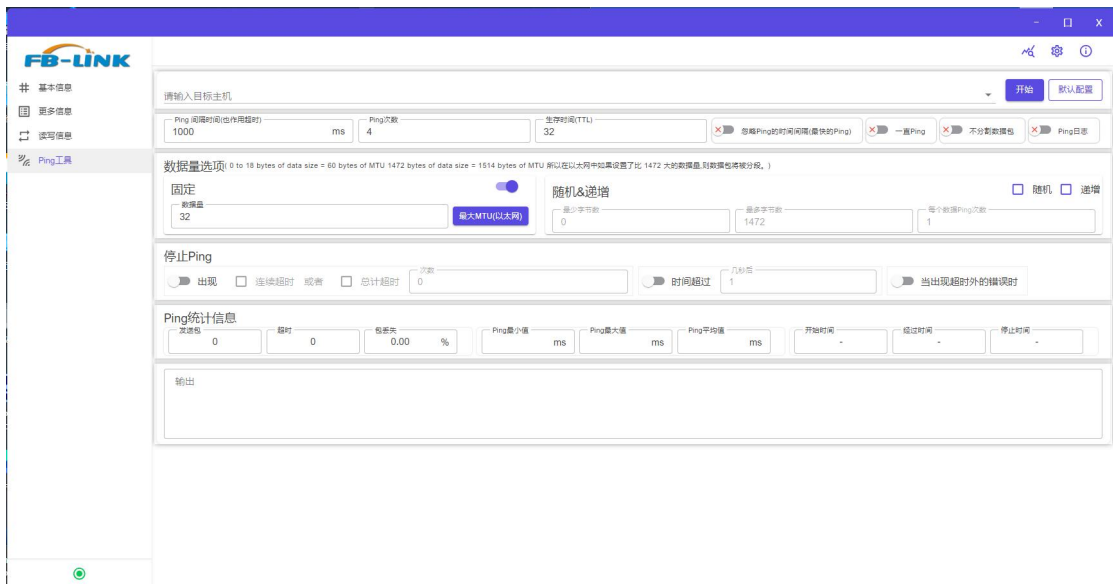 FB-LINK
基本信息
更多信息
读写信息
Ping工具
请输入目标主机
开始
默认配置
Ping 间隔时间(也作用超时)
1000 ms
Ping次数
4
生存时间(TTL)
32
忽略Ping的时间间隔(最快的Ping)
一直Ping
不分割数据包
Ping日志
数据量选项( 0 to 18 bytes of data size = 60 bytes of MTU 1472 bytes of data size = 1514 bytes of MTU 所以在以太网中如果设置了比 1472 大的数据量,则数据包将被分段。)
固定
数据量
32
最大MTU(以太网)
随机&递增
随机
递增
最少字节数
0
最多字节数
1472
每个数据Ping次数
1
停止Ping
出现
连续超时 或者
总计超时
次数
0
时间超过
几秒后
1
当出现超时外的错误时
Ping统计信息
发送包
0
超时
0
包丢失
0.00 %
Ping最小值
ms
Ping最大值
ms
Ping平均值
ms
开始时间
-
经过时间
-
停止时间
-
输出